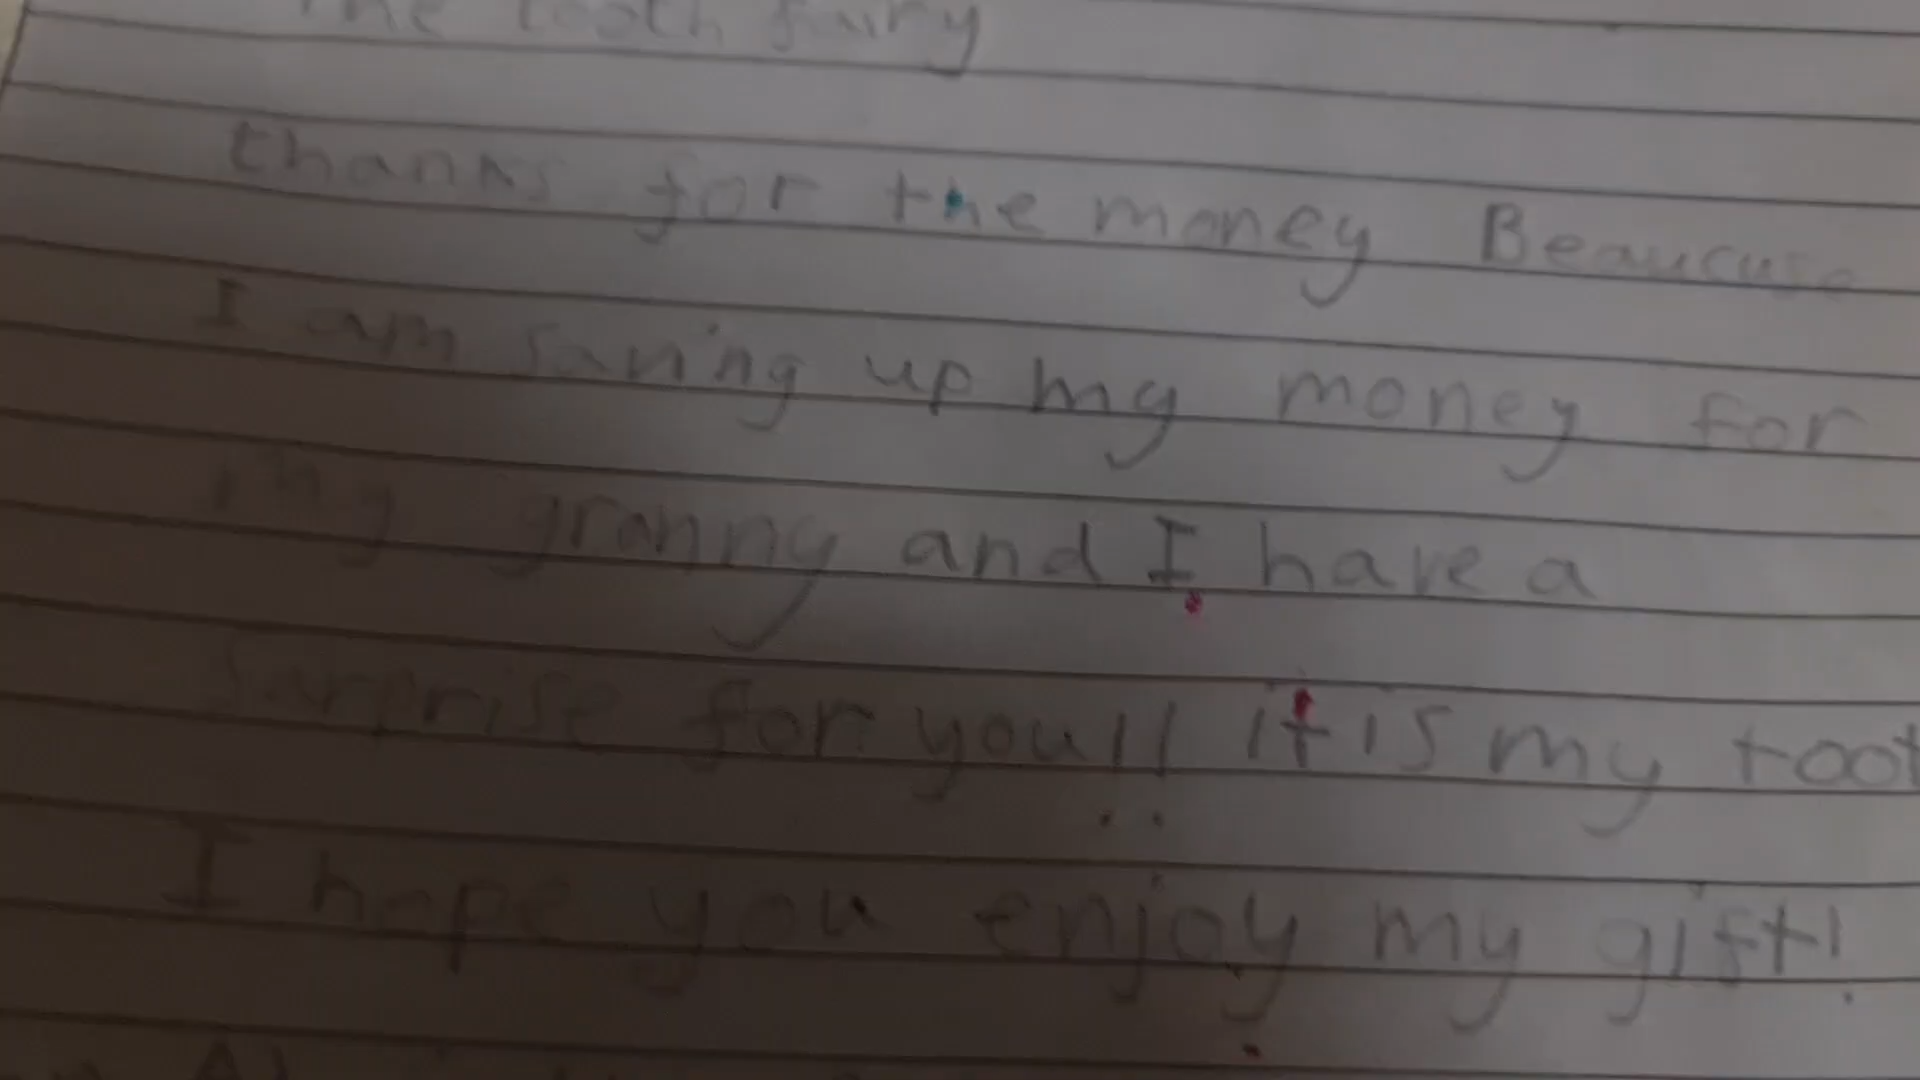 The tooth fairy
thanks for the money Beaucuse
I am saving up my money for
my granny and I have a
surprise for you!! it is my toot
I hope you enjoy my gift!